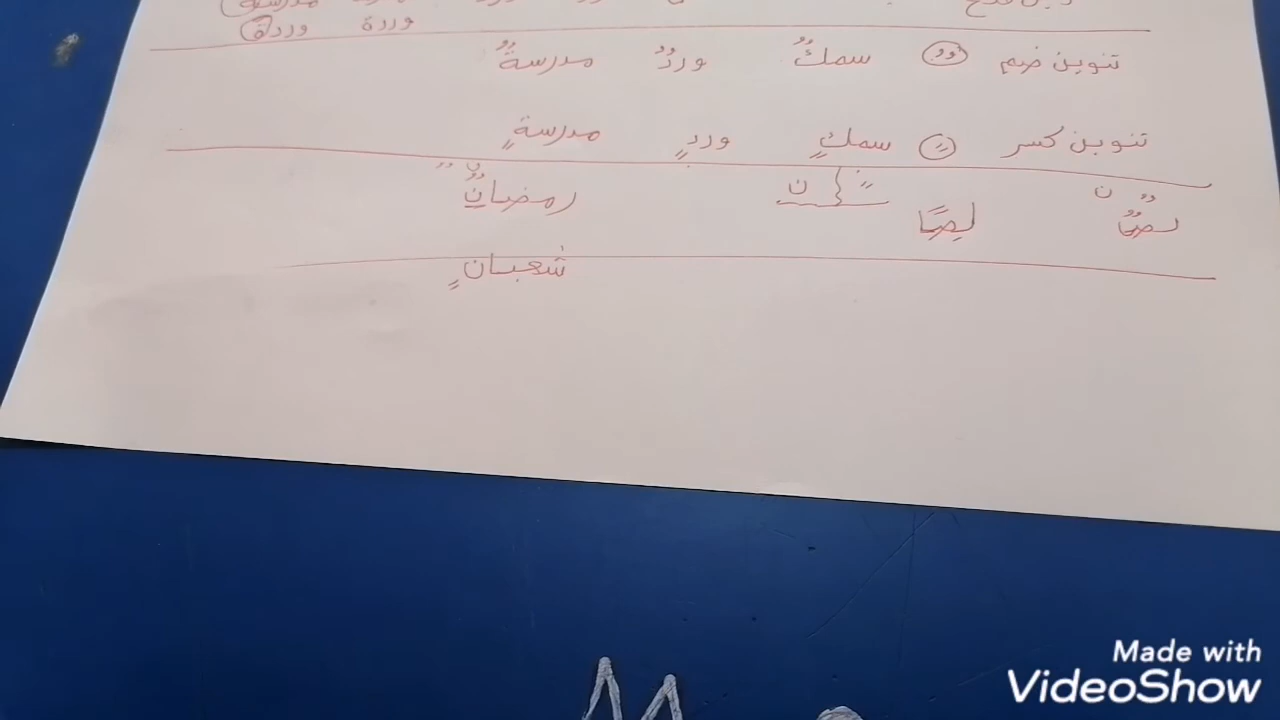 وردة وردة
تنوين ضم ـٌ سمكٌ وردٌ مدرسةٌ
تنوين كسر ـٍ سمكٍ وردٍ مدرسةٍ
ن ن رمضانٌ
لِصًا
شعبانٍ
Made with
VideoShow